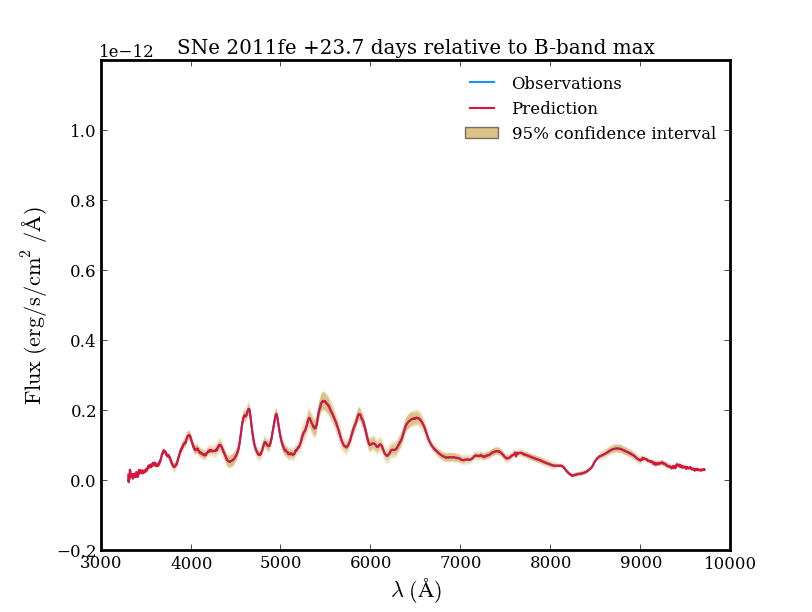 1e−12
SNe 2011fe +23.7 days relative to B-band max
Observations
Prediction
95% confidence interval
1.0
0.8
0.6
0.4
0.2
0.0
−0.2
Flux (erg/s/cm² /Å)
3000 4000 5000 6000 7000 8000 9000 10000
λ (Å)